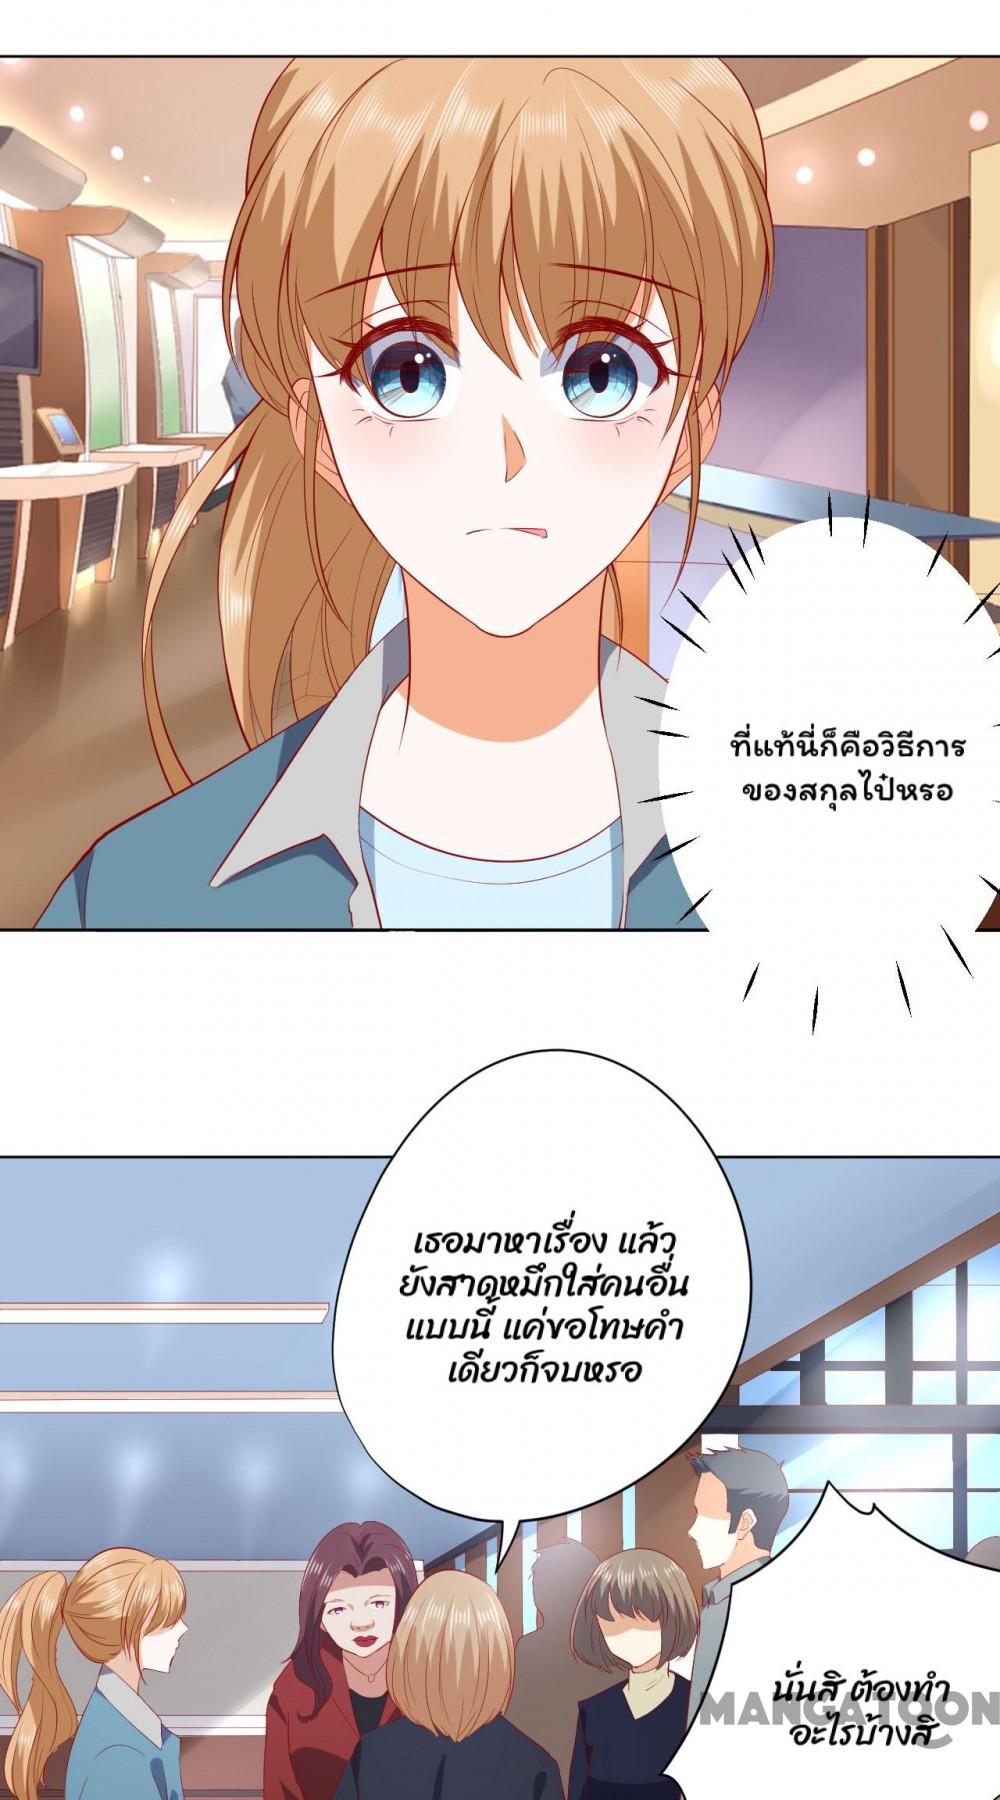 ที่แท้นี่ก็คือวิธีการ
ของสกุลไป๋หรอ
เธอมาหาเรื่อง แล้ว
ยังสาดหมึกใส่คนอื่น
แบบนี้ แค่ขอโทษคำ
เดียวก็จบหรอ
นั่นสิ ต้องทำ
อะไรบ้างสิ
MANGATOON